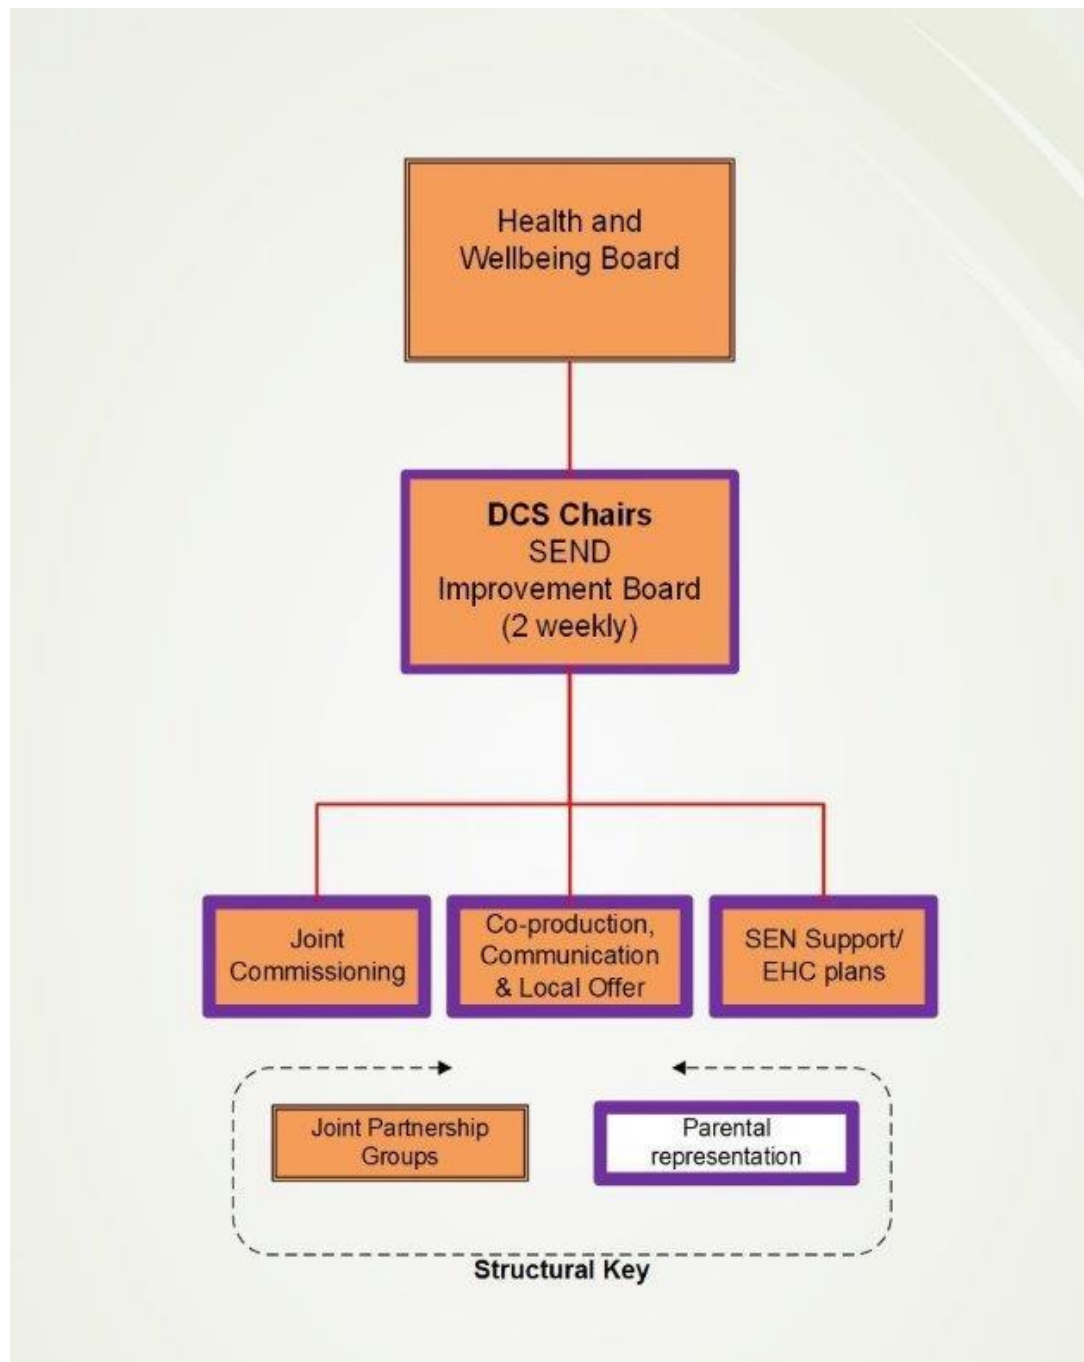 Health and
Wellbeing Board
DCS Chairs
SEND
Improvement Board
(2 weekly)
Joint
Commissioning
Co-production,
Communication
& Local Offer
SEN Support/
EHC plans
Joint Partnership
Groups
Parental
representation
Structural Key